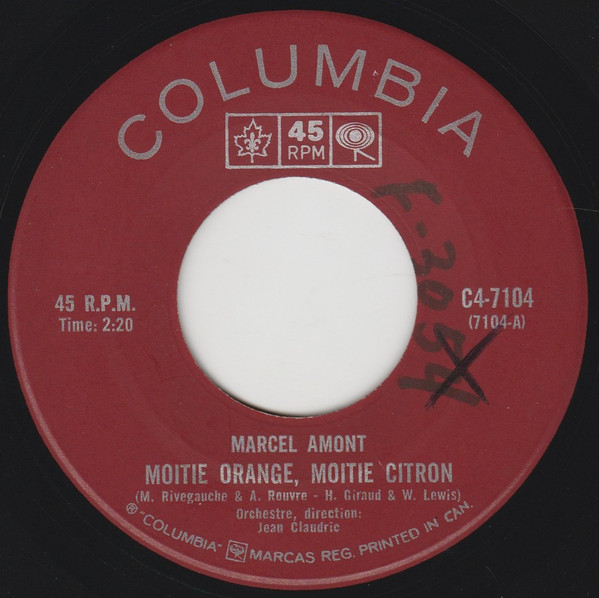 COLUMBIA
45
RPM
F-3054
X
45 R.P.M.
Time: 2:20
C4-7104
(7104-A)
MARCEL AMONT
MOITIE ORANGE, MOITIE CITRON
(M. Rivegauche & A. Rouvre - H. Giraud & W. Lewis)
Orchestre, direction:
Jean Claudric
® "COLUMBIA" MARCAS REG. PRINTED IN CAN.